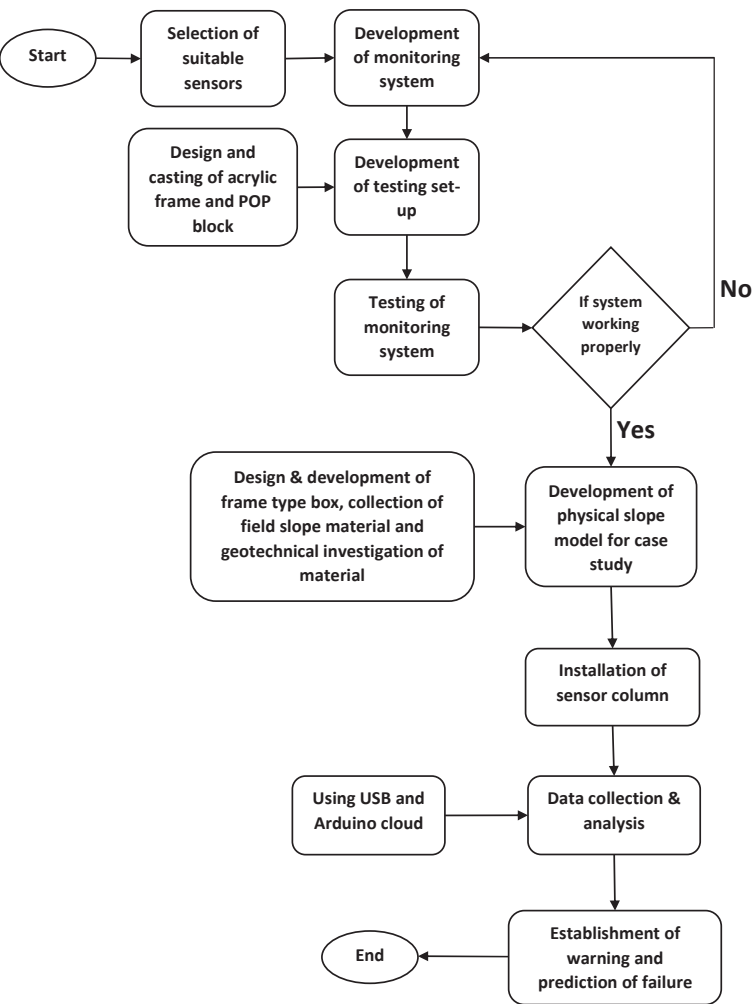 Start
Selection of
suitable
sensors
Development
of monitoring
system
Design and
casting of acrylic
frame and POP
block
Development
of testing set-
up
Testing of
monitoring
system
If system
working
properly
No
Yes
Design & development of
frame type box, collection of
field slope material and
geotechnical investigation of
material
Development of
physical slope
model for case
study
Installation of
sensor column
Using USB and
Arduino cloud
Data collection &
analysis
Establishment of
warning and
prediction of failure
End